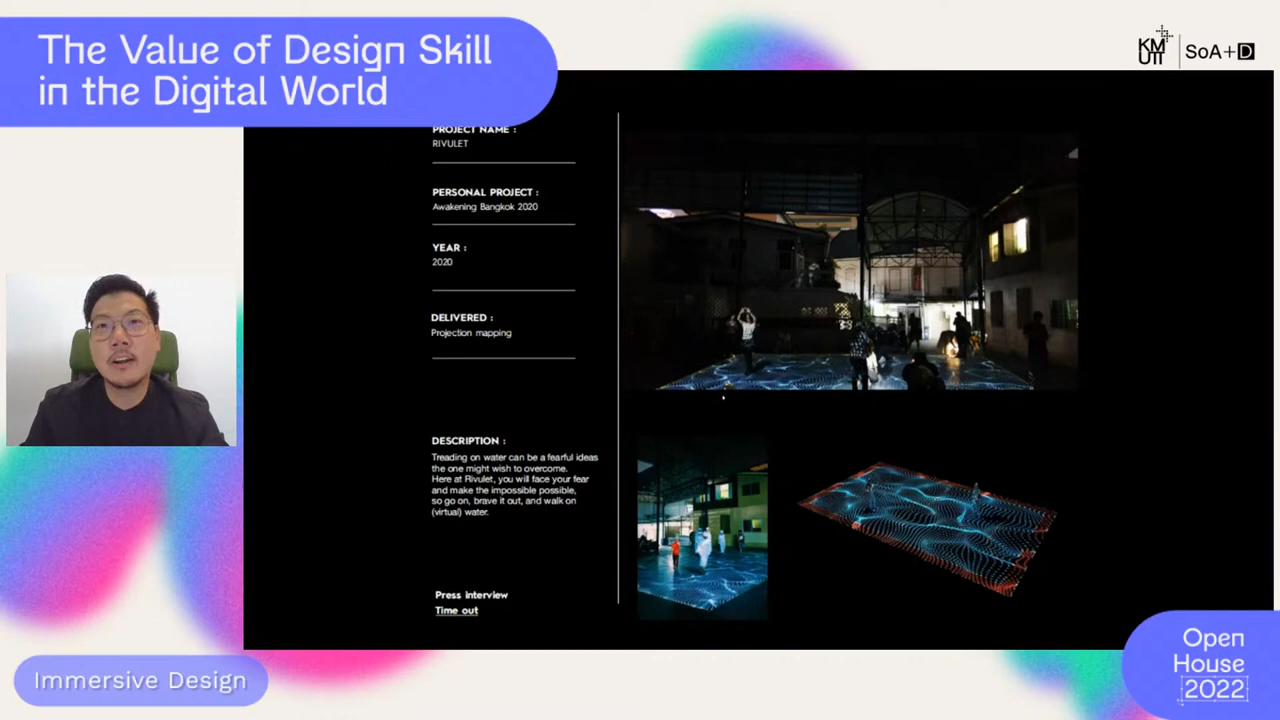 The Value of Design Skill
in the Digital World
KM
UTT
SoA+D
PROJECT NAME :
RIVULET
PERSONAL PROJECT :
Awakening Bangkok 2020
YEAR :
2020
DELIVERED :
Projection mapping
DESCRIPTION :
Treading on water can be a fearful ideas
the one might wish to overcome.
Here at Rivulet, you will face your fear
and make the impossible possible,
so go on, brave it out, and walk on
(virtual) water.
Press interview
Time out
Immersive Design
Open
House
2022